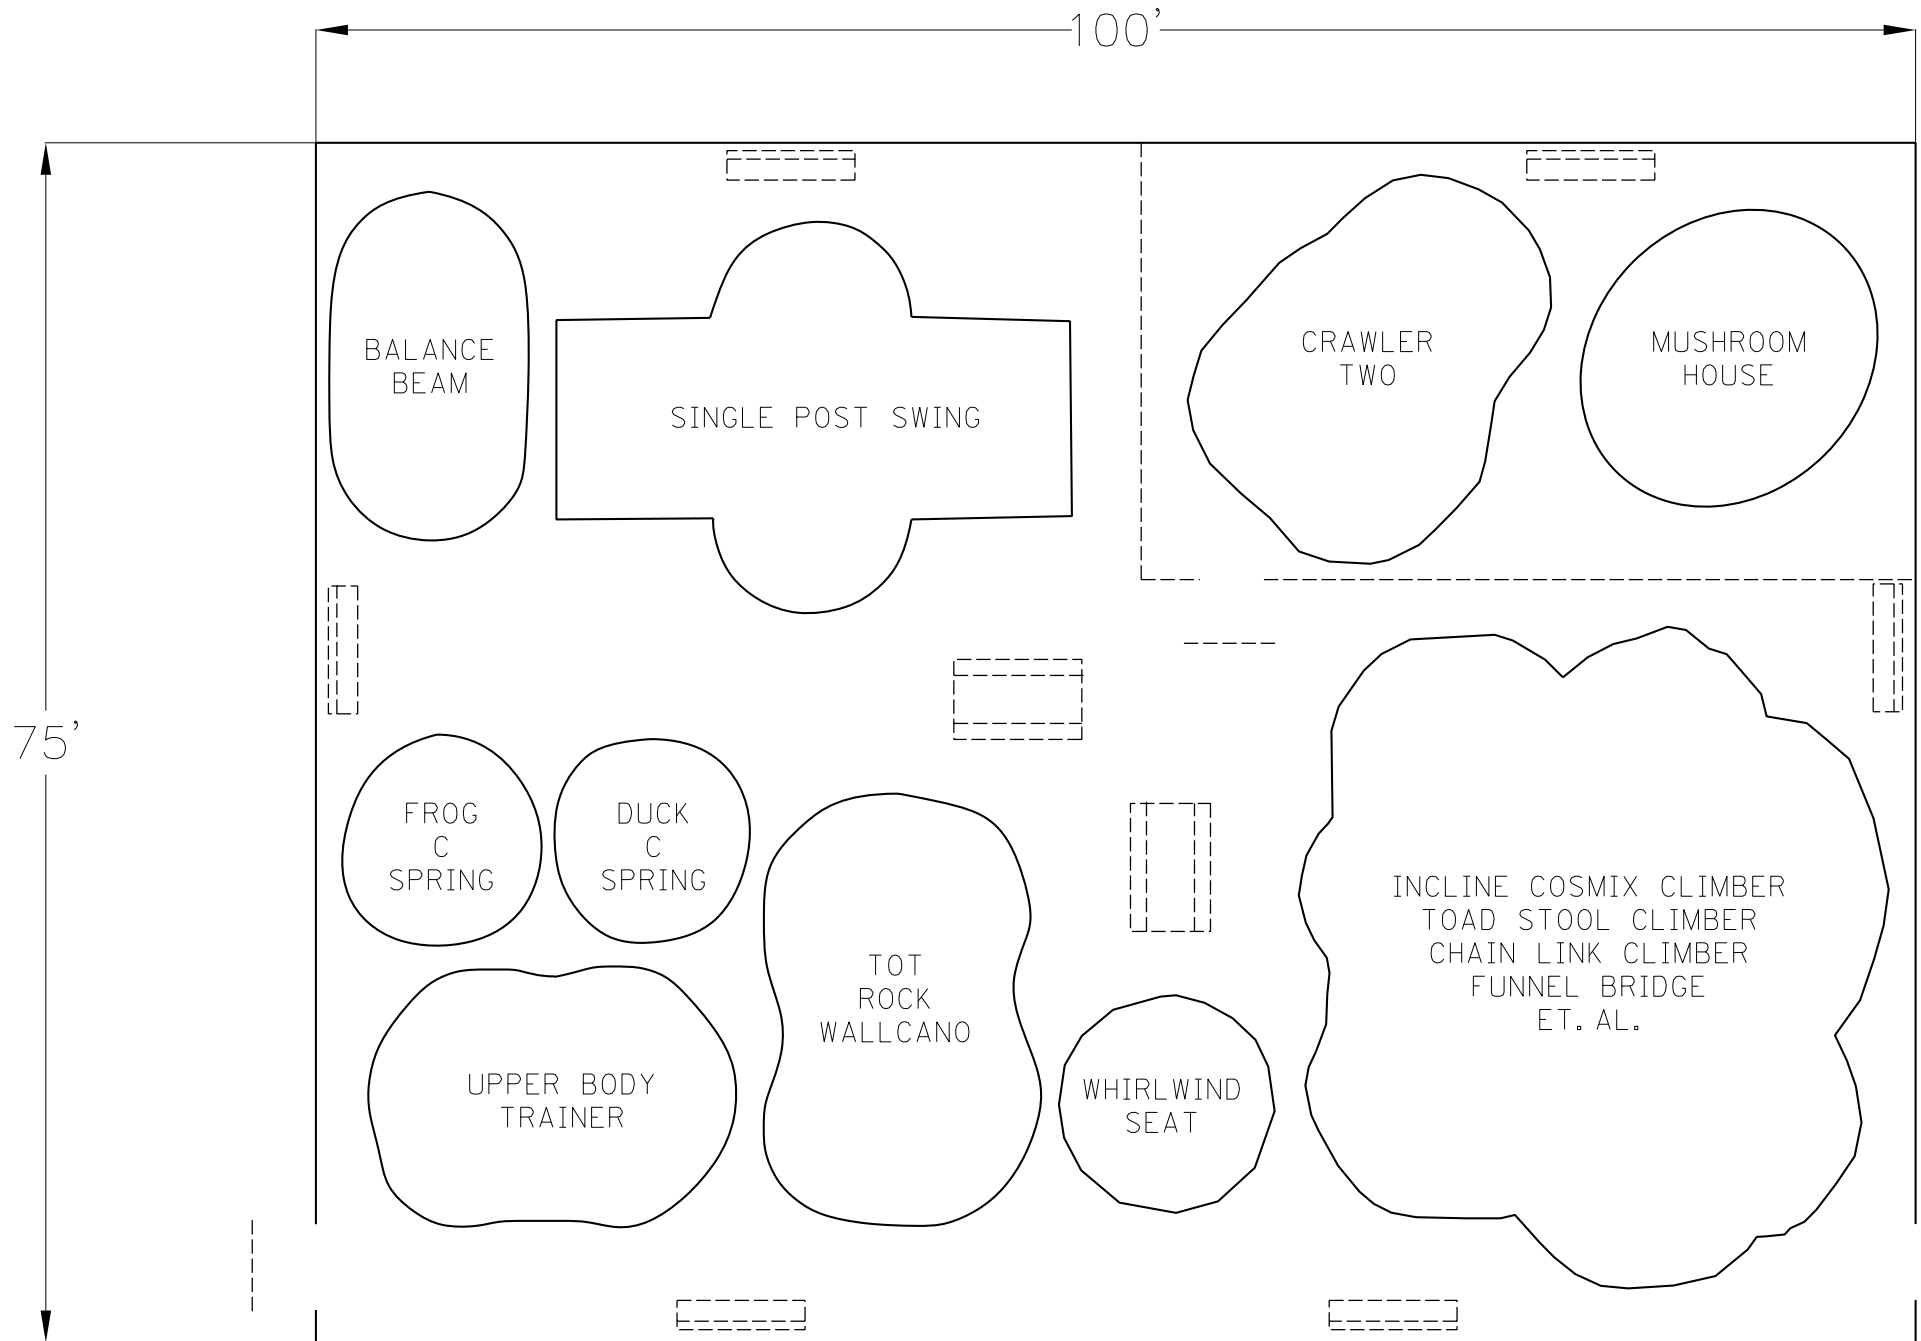 100'
75'
BALANCE
BEAM
SINGLE POST SWING
CRAWLER
TWO
MUSHROOM
HOUSE
FROG
C
SPRING
DUCK
C
SPRING
TOT
ROCK
WALLCANO
INCLINE COSMIX CLIMBER
TOAD STOOL CLIMBER
CHAIN LINK CLIMBER
FUNNEL BRIDGE
ET. AL.
UPPER BODY
TRAINER
WHIRLWIND
SEAT